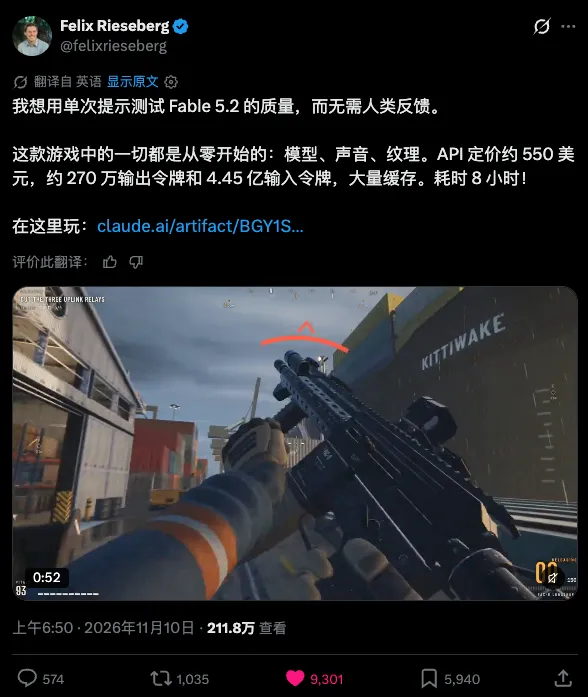 Felix Rieseberg
@felixrieseberg
翻译自 英语 显示原文
我想用单次提示测试 Fable 5.2 的质量，而无需人类反馈。
这款游戏中的一切都是从零开始的：模型、声音、纹理。API 定价约 550 美
元，约 270 万输出令牌和 4.45 亿输入令牌，大量缓存。耗时 8 小时！
在这里玩：claude.ai/artifact/BGY1S...
评价此翻译：
THE THREE UPLINK RELAYS
KITTIWAKE
0:52
93
RELOADING
00
150
上午6:50 · 2026年11月10日 · 211.8万 查看
574 1,035 9,301 5,940